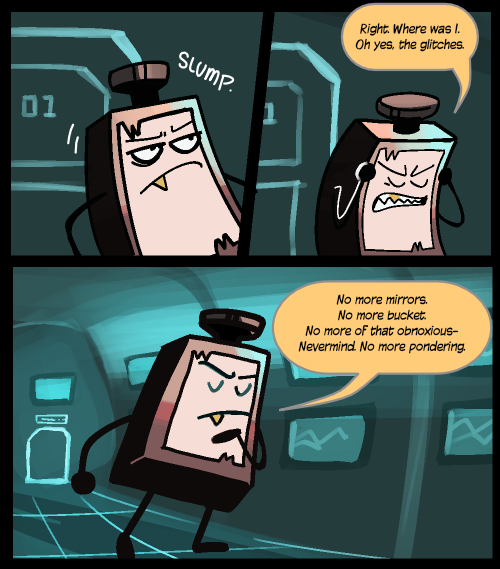 01
SLUMP.
Right. Where was I.
Oh yes, the glitches.
1
No more mirrors.
No more bucket.
No more of that obnoxious-
Nevermind. No more pondering.